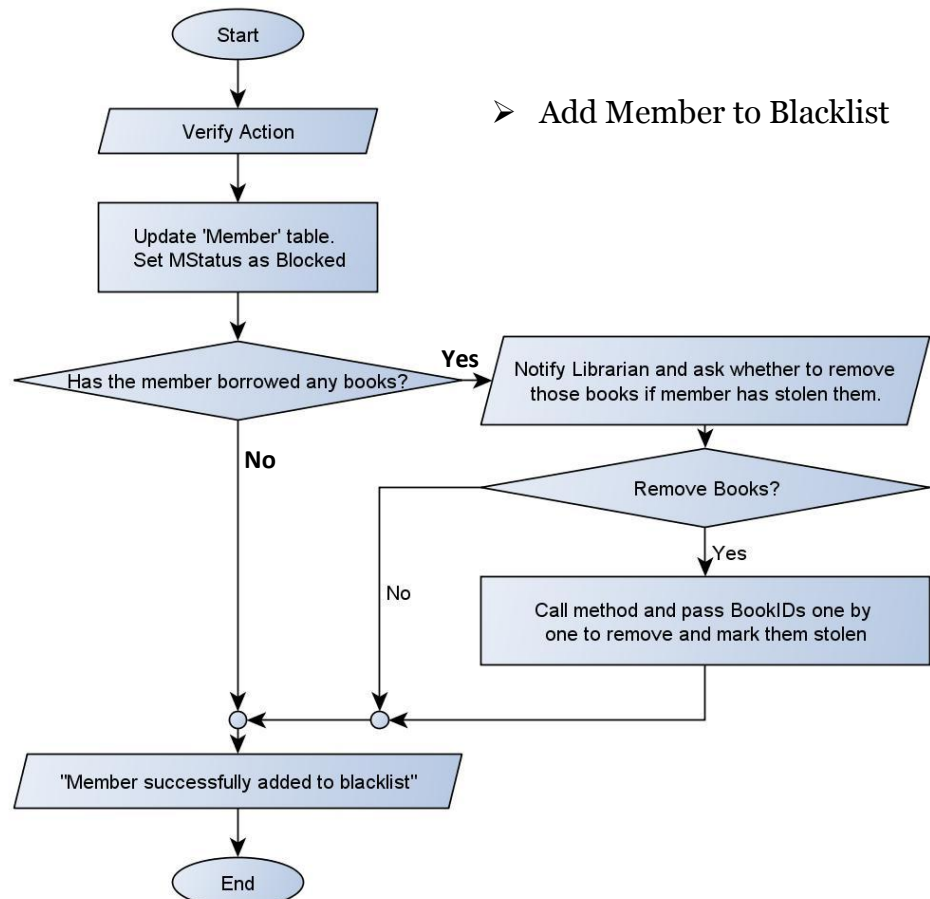 Start
➢ Add Member to Blacklist
Verify Action
Update 'Member' table.
Set MStatus as Blocked
Has the member borrowed any books?
Yes
Notify Librarian and ask whether to remove
those books if member has stolen them.
No
Remove Books?
Yes
No
Call method and pass BookIDs one by
one to remove and mark them stolen
"Member successfully added to blacklist"
End